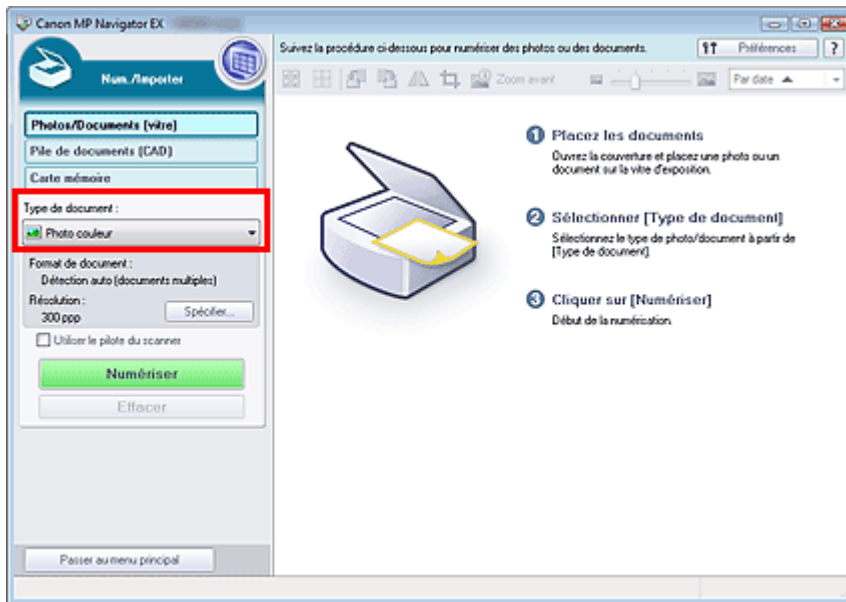 Canon MP Navigator EX
Num./Importer
Photos/Documents (vitre)
Pile de documents (CAD)
Carte mémoire
Type de document :
Photo couleur
Format de document :
Détection auto (documents multiples)
Résolution :
300 ppp
Spécifier...
Utiliser le pilote du scanner
Numériser
Effacer
Passer au menu principal
Suivez la procédure ci-dessous pour numériser des photos ou des documents.
Préférences
?
Zoom avant
Par date
1 Placez les documents
Ouvrez la couverture et placez une photo ou un
document sur la vitre d'exposition.
2 Sélectionner [Type de document]
Sélectionnez le type de photo/document à partir de
[Type de document].
3 Cliquer sur [Numériser]
Début de la numérisation.